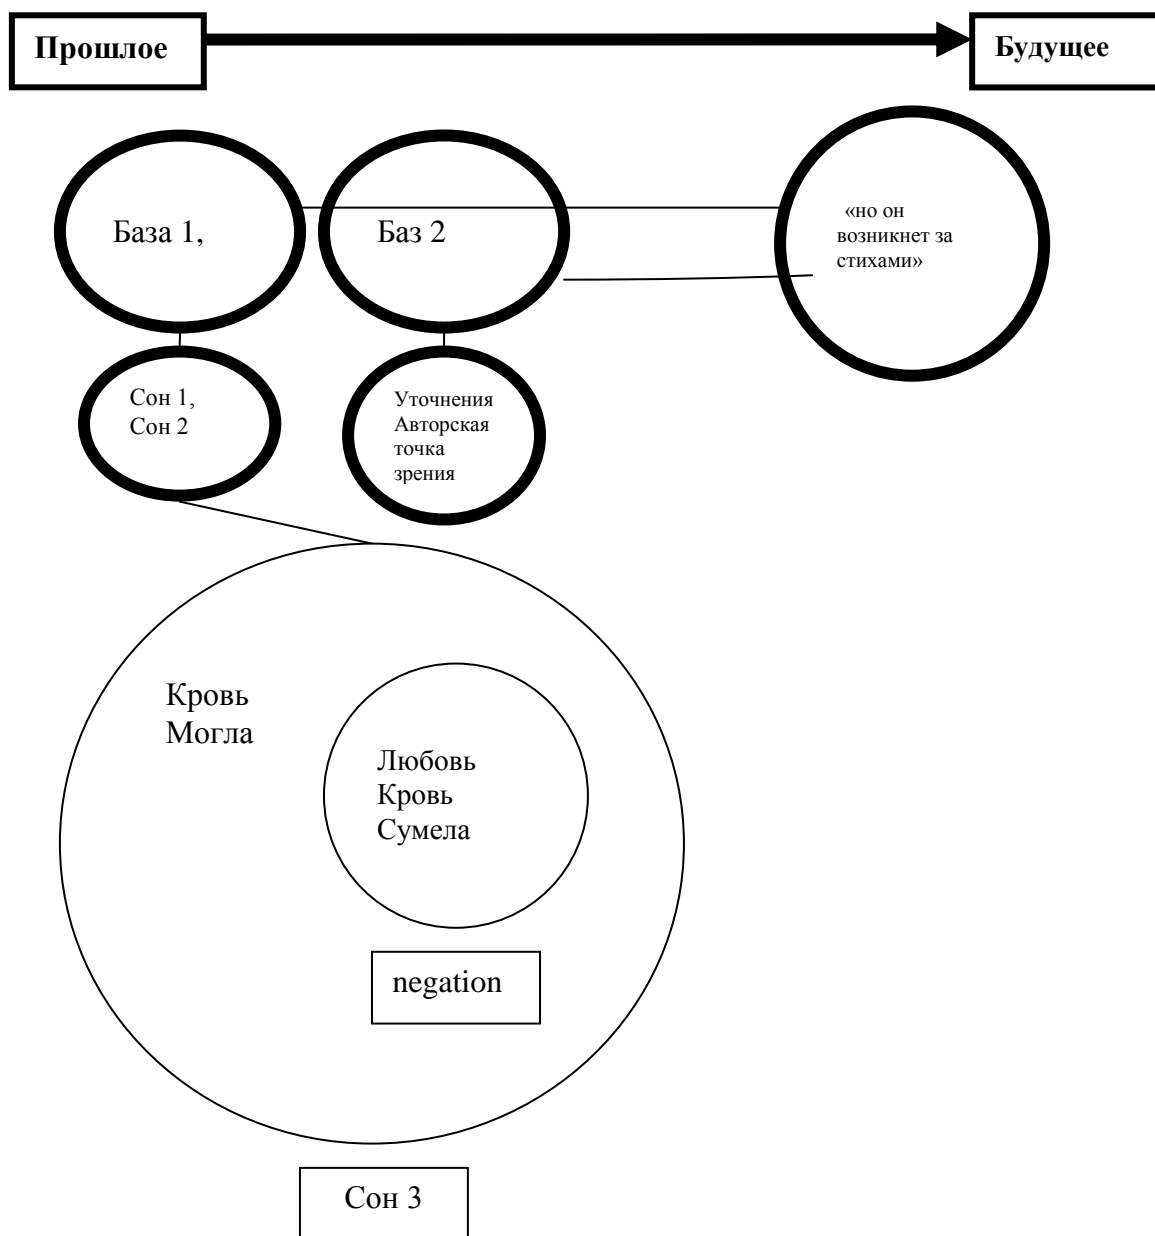 Прошлое
Будущее
База 1,
Баз 2
«но он
возникнет за
стихами»
Сон 1,
Сон 2
Уточнения
Авторская
точка
зрения
Кровь
Могла
Любовь
Кровь
Сумела
negation
Сон 3